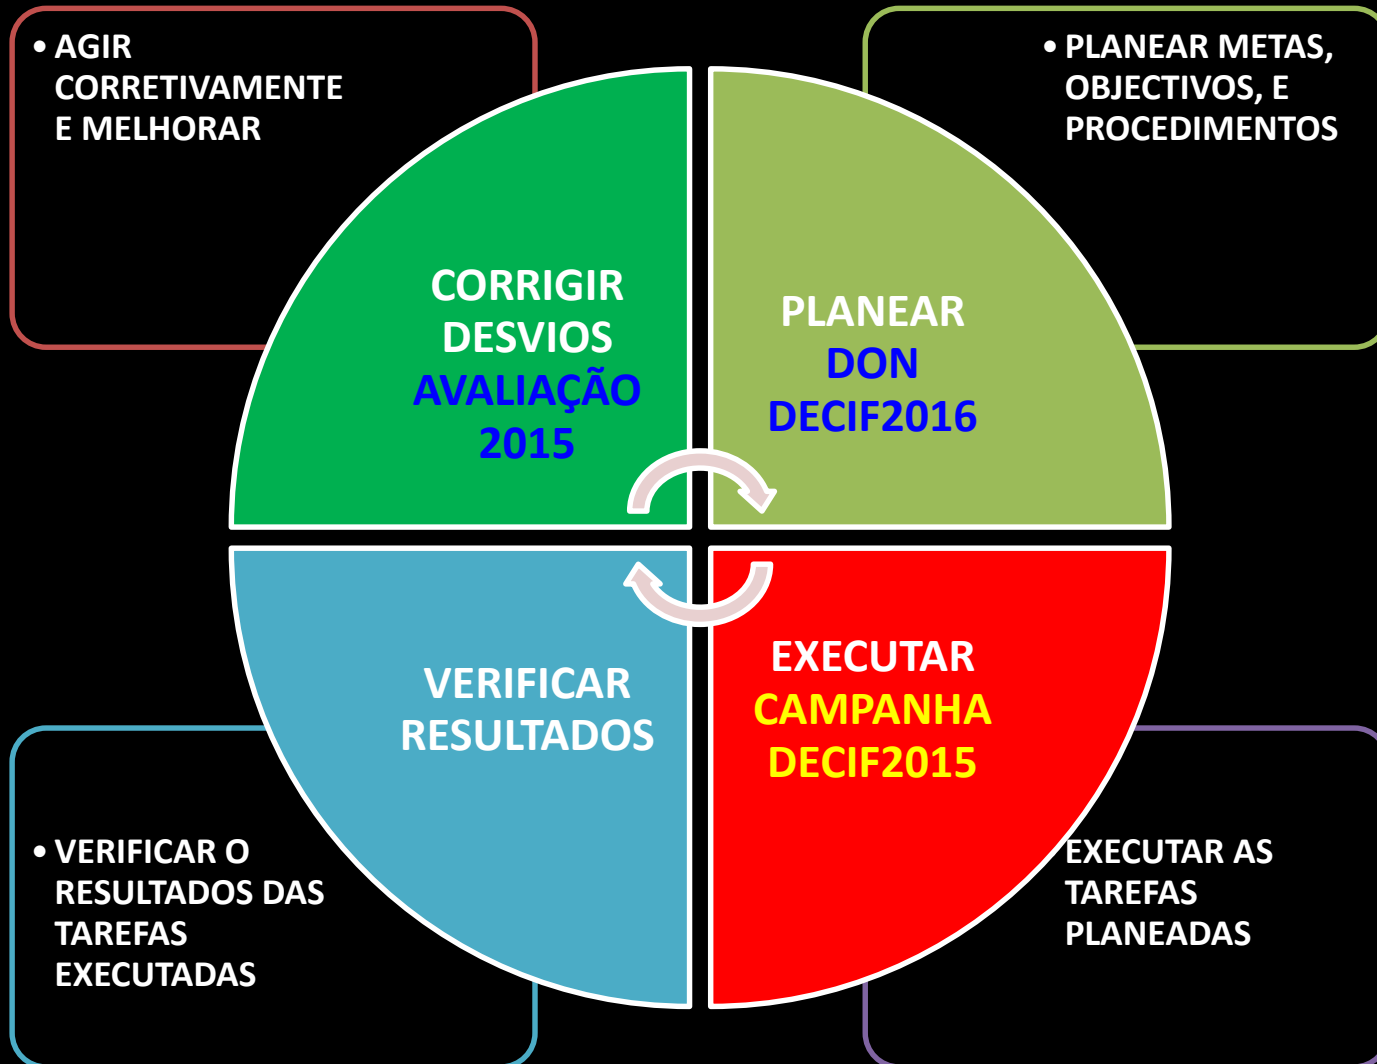 • AGIR
CORRETIVAMENTE
E MELHORAR
• PLANEAR METAS,
OBJECTIVOS, E
PROCEDIMENTOS
CORRIGIR
DESVIOS
AVALIAÇÃO
2015
PLANEAR
DON
DECIF2016
VERIFICAR
RESULTADOS
EXECUTAR
CAMPANHA
DECIF2015
• VERIFICAR O
RESULTADOS DAS
TAREFAS
EXECUTADAS
EXECUTAR AS
TAREFAS
PLANEADAS